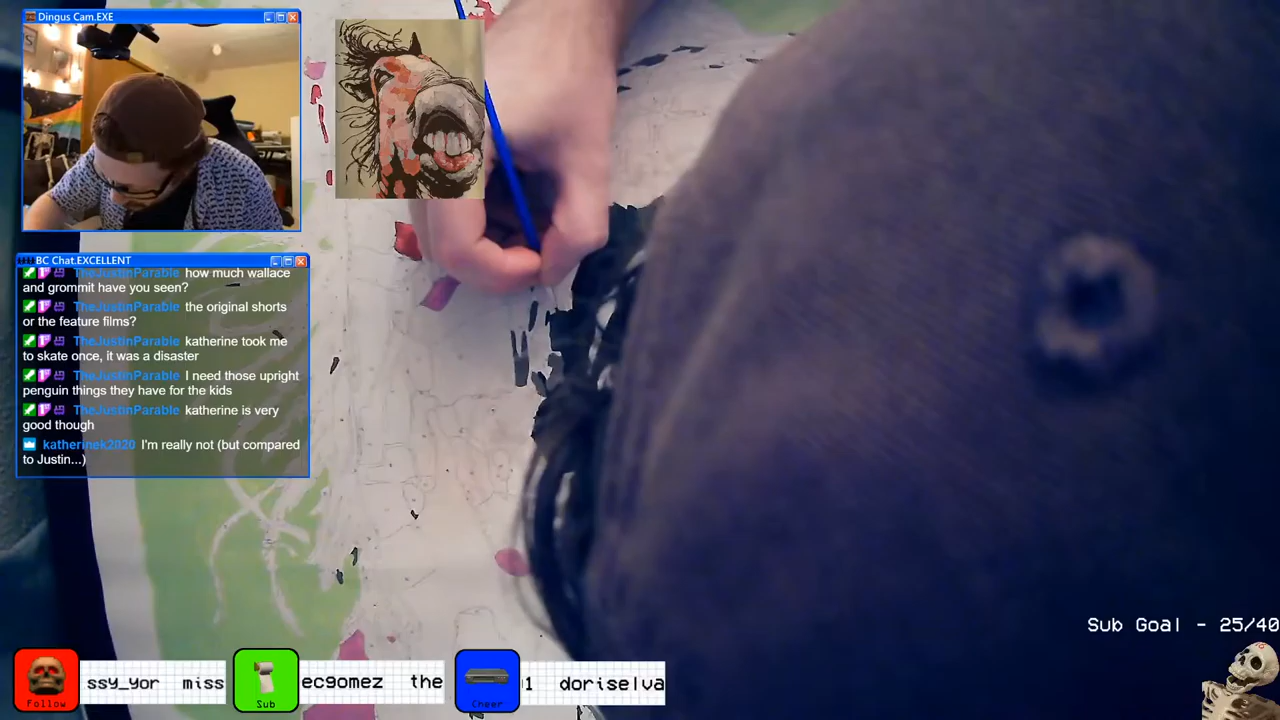 Dingus Cam.EXE
BC Chat.EXCELLENT
TheJustinParable how much wallace
and grommit have you seen?
TheJustinParable the original shorts
or the feature films?
TheJustinParable katherine took me
to skate once, it was a disaster
TheJustinParable I need those upright
penguin things they have for the kids
TheJustinParable katherine is very
good though
katherinek2020 I'm really not (but compared
to Justin...)
Sub Goal - 25/40
ssy_yor miss
ec9omez the
1 doriselva
Follow
Sub
Cheer